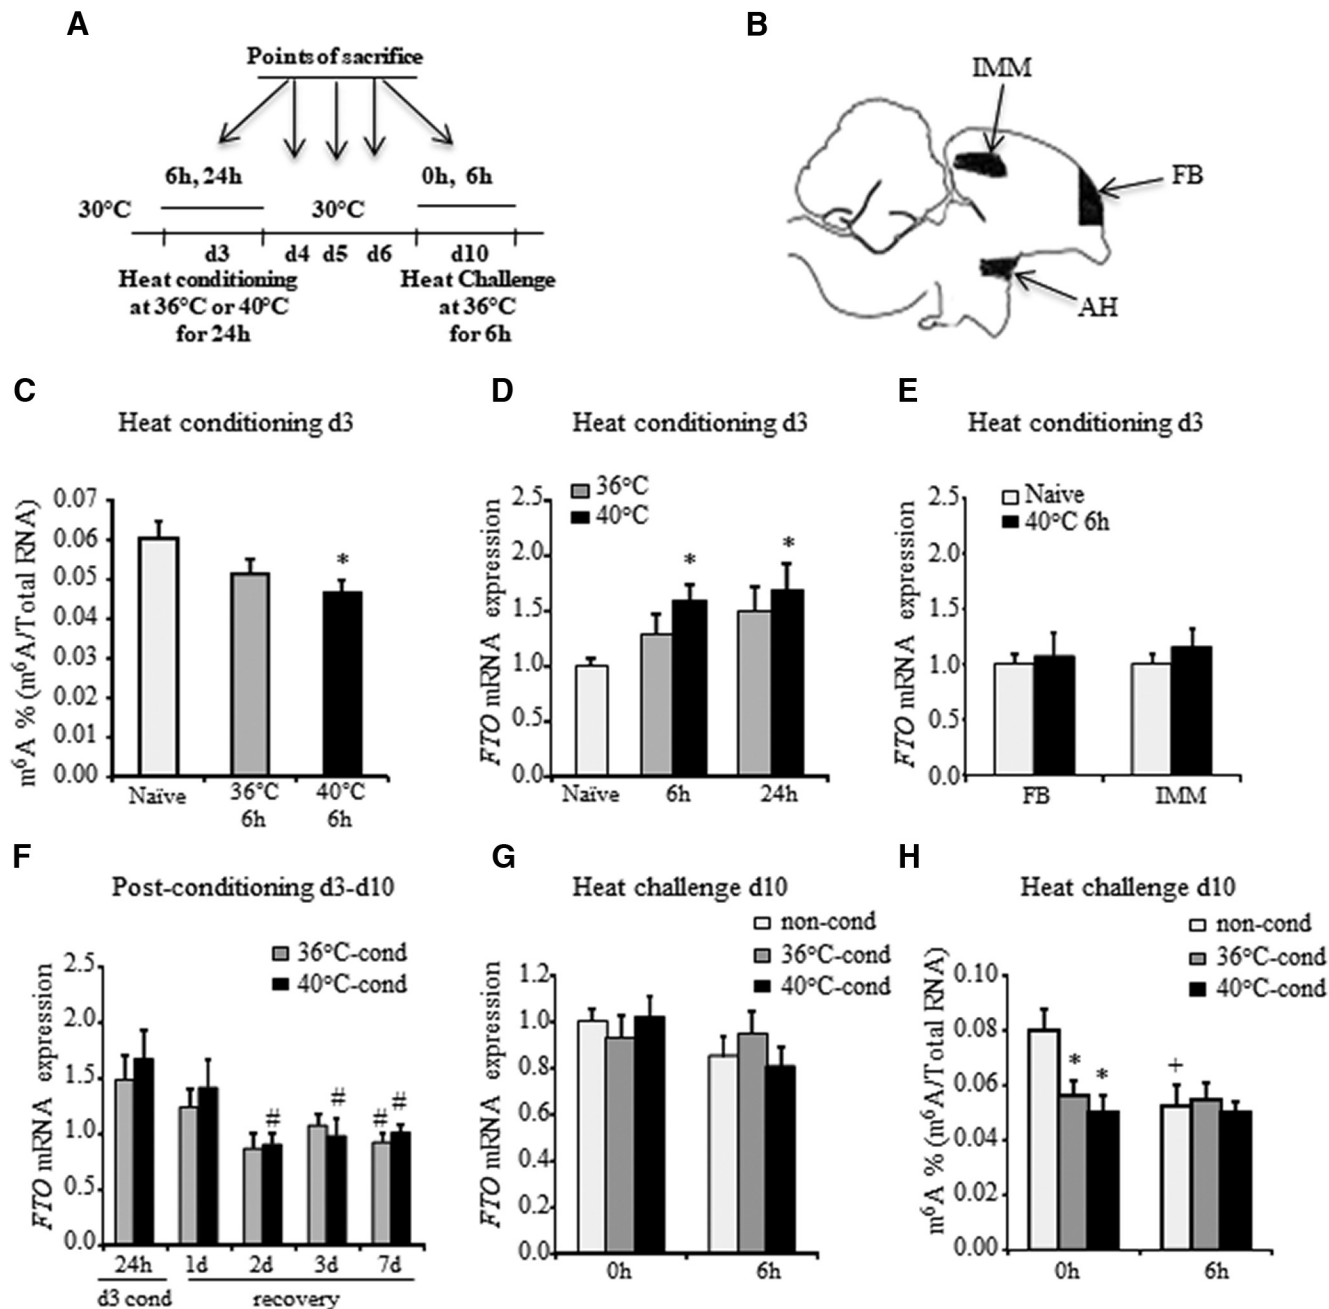 A
Points of sacrifice
6h, 24h
0h, 6h
30°C
30°C
d3
d4
d5
d6
d10
Heat conditioning
at 36°C or 40°C
for 24h
Heat Challenge
at 36°C
for 6h
B
IMM
FB
AH
C
Heat conditioning d3
m⁶A % (m⁶A/Total RNA)
0.07
0.06
0.05
0.04
0.03
0.02
0.01
0.00
*
Naïve
36°C
6h
40°C
6h
D
Heat conditioning d3
FTO mRNA expression
36°C
40°C
2.5
2.0
1.5
1.0
0.5
0.0
*
*
Naïve
6h
24h
E
Heat conditioning d3
FTO mRNA expression
Naive
40°C 6h
2.5
2.0
1.5
1.0
0.5
0.0
FB
IMM
F
Post-conditioning d3-d10
FTO mRNA expression
36°C-cond
40°C-cond
2.5
2.0
1.5
1.0
0.5
0.0
#
#
#
#
24h
1d
2d
3d
7d
d3 cond
recovery
G
Heat challenge d10
FTO mRNA expression
non-cond
36°C-cond
40°C-cond
1.2
1.0
0.8
0.6
0.4
0.2
0.0
0h
6h
H
Heat challenge d10
m⁶A % (m⁶A/Total RNA)
non-cond
36°C-cond
40°C-cond
0.10
0.08
0.06
0.04
0.02
0.00
*
*
+
0h
6h